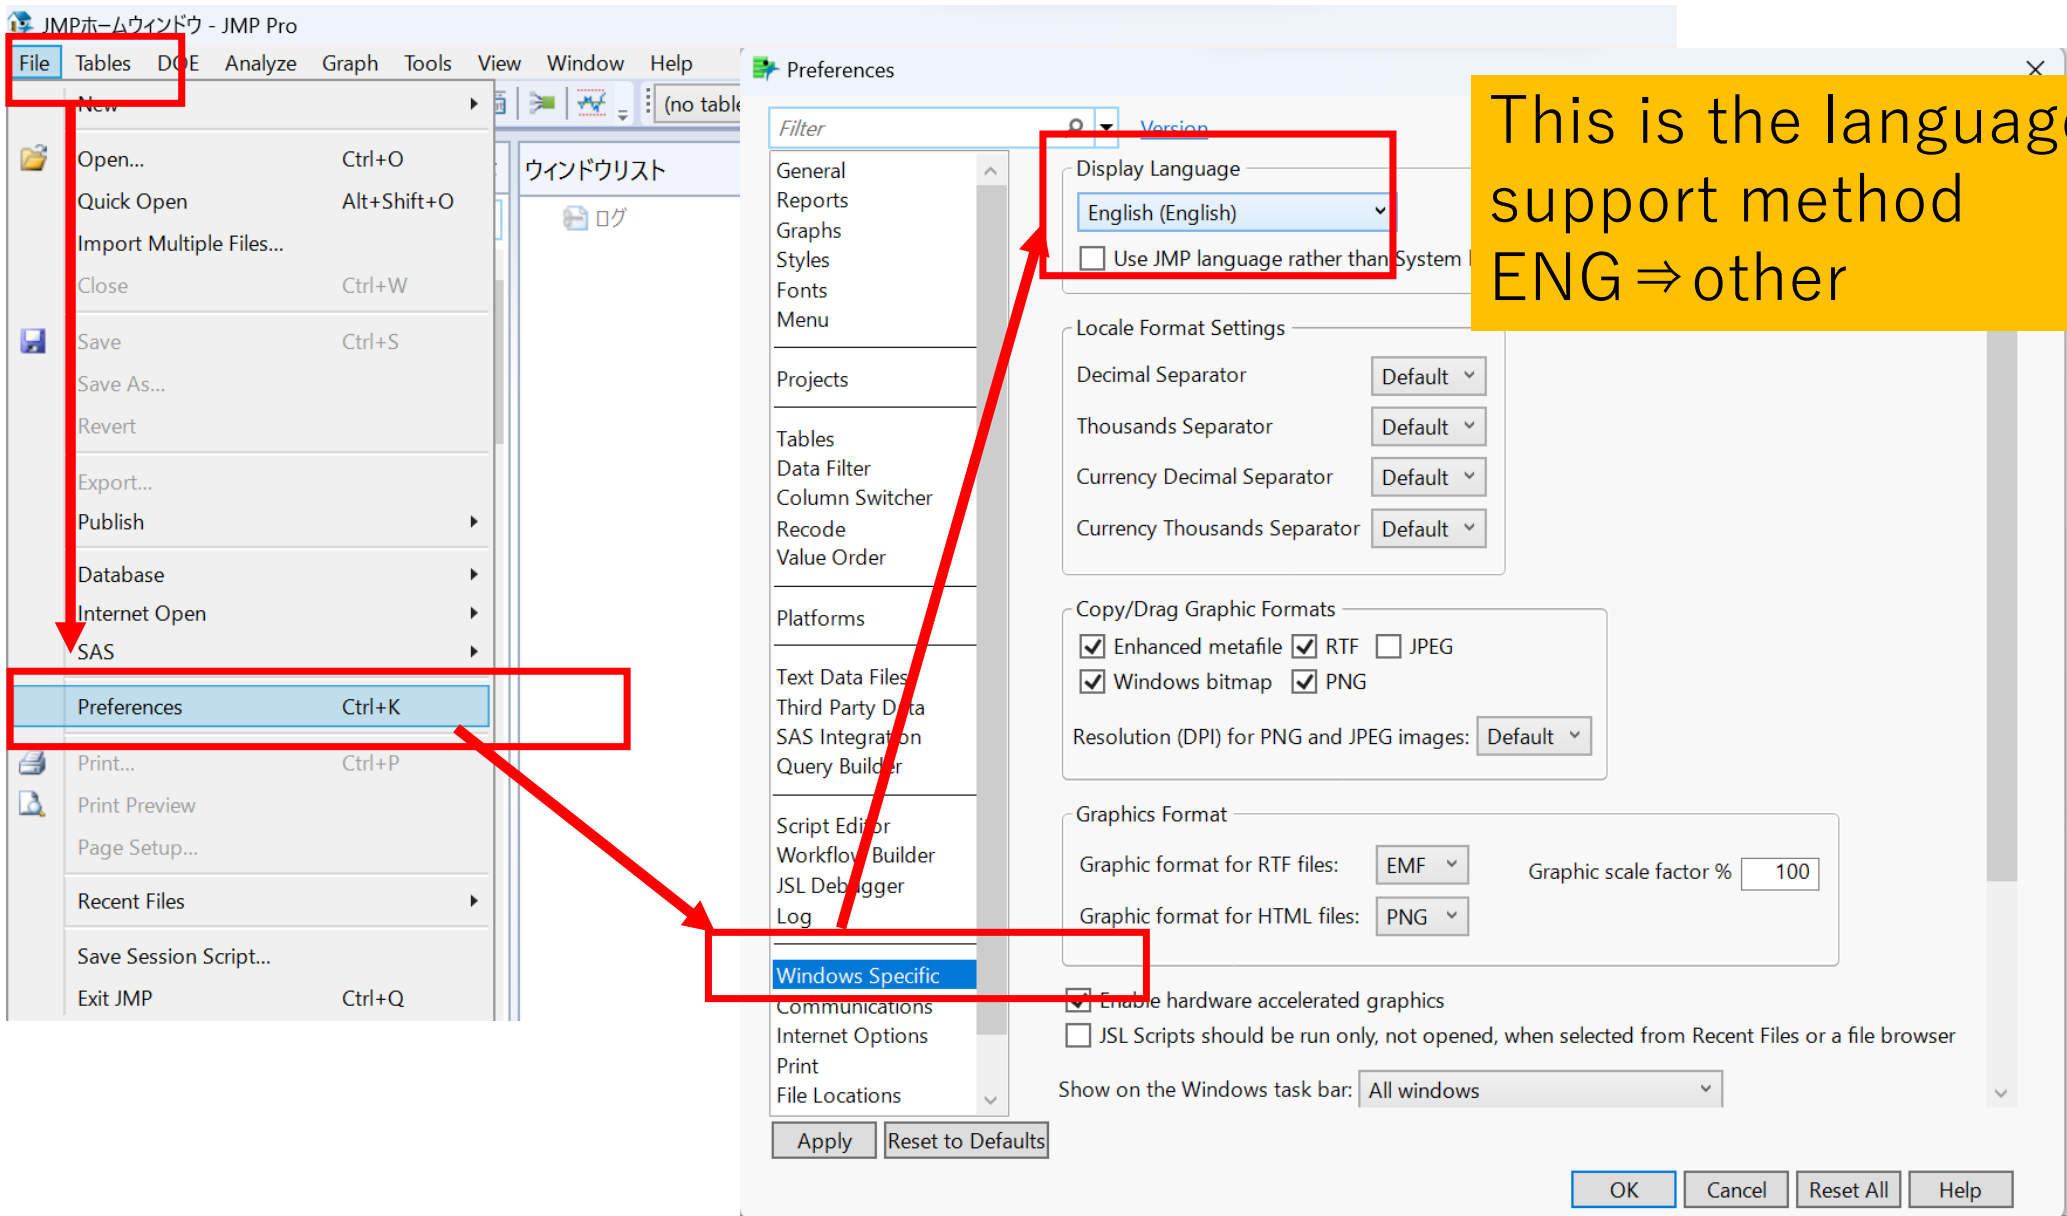 JMPホームウィンドウ - JMP Pro
File Tables DOE Analyze Graph Tools View Window Help
New
(no table
Open... Ctrl+O
Quick Open Alt+Shift+O
Import Multiple Files...
Close Ctrl+W
Save Ctrl+S
Save As...
Revert
Export...
Publish
Database
Internet Open
SAS
Preferences Ctrl+K
Print... Ctrl+P
Print Preview
Page Setup...
Recent Files
Save Session Script...
Exit JMP Ctrl+Q
ウィンドウリスト
ログ
Preferences
Filter
Version
General
Reports
Graphs
Styles
Fonts
Menu
Projects
Tables
Data Filter
Column Switcher
Recode
Value Order
Platforms
Text Data Files
Third Party Data
SAS Integration
Query Builder
Script Editor
Workflow Builder
JSL Debugger
Log
Windows Specific
Communications
Internet Options
Print
File Locations
Apply Reset to Defaults
Display Language
English (English)
Use JMP language rather than System
Locale Format Settings
Decimal Separator Default
Thousands Separator Default
Currency Decimal Separator Default
Currency Thousands Separator Default
Copy/Drag Graphic Formats
Enhanced metafile RTF JPEG
Windows bitmap PNG
Resolution (DPI) for PNG and JPEG images: Default
Graphics Format
Graphic format for RTF files: EMF Graphic scale factor % 100
Graphic format for HTML files: PNG
Enable hardware accelerated graphics
JSL Scripts should be run only, not opened, when selected from Recent Files or a file browser
Show on the Windows task bar: All windows
OK Cancel Reset All Help
This is the language
support method
ENG⇒other